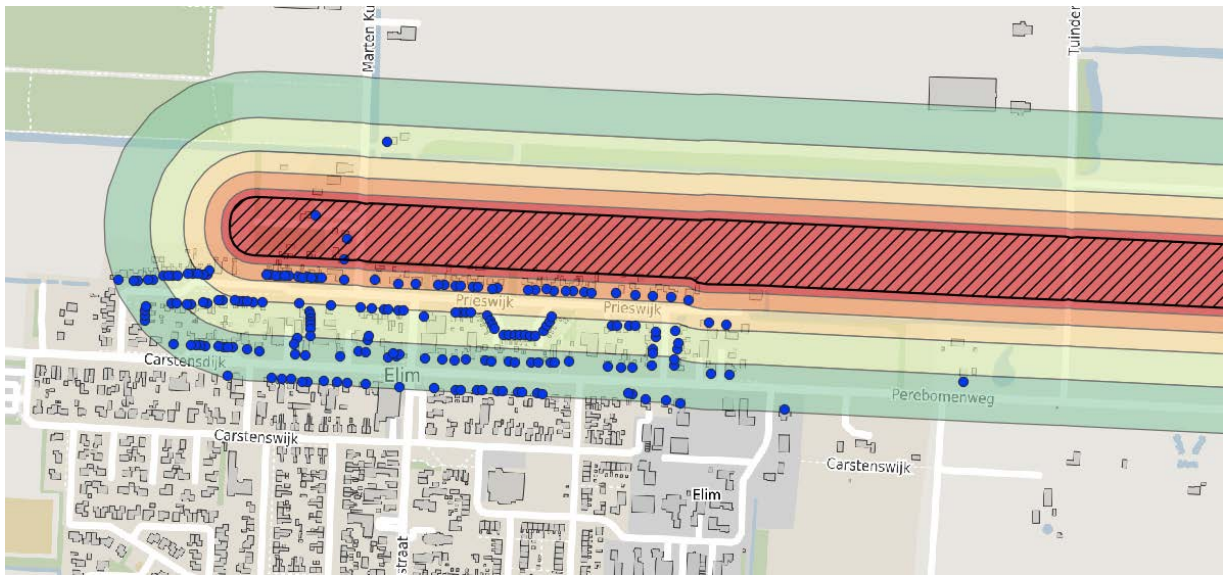 Marten Ku
Tuinder
Prieswijk
Prieswijk
Carstensdijk
Elim
Perebomenweg
Carstenswijk
Carstenswijk
Elim
straat